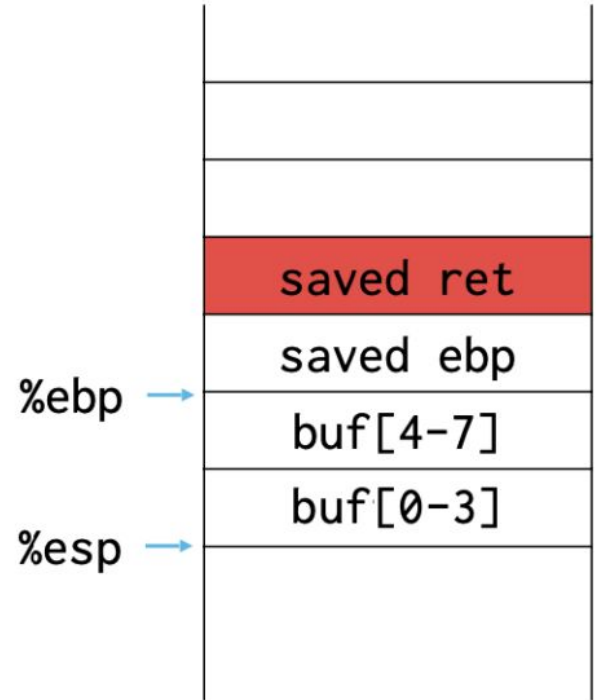 saved ret
saved ebp
%ebp
buf[4-7]
buf[0-3]
%esp